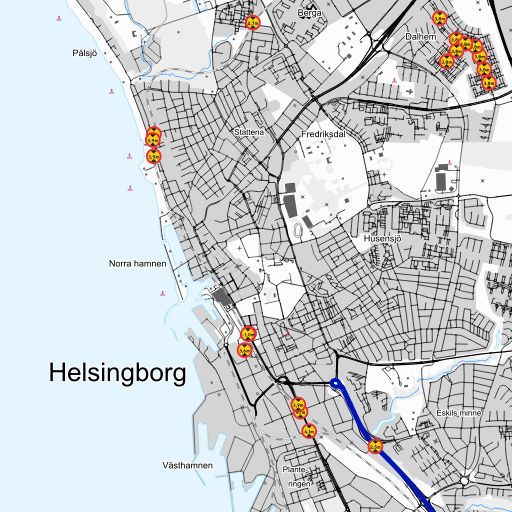 Berga
Dalhem
Pålsjö
Stattena
Fredriksdal
Husensjö
Norra hamnen
Helsingborg
Eskils minne
Västhamnen
Plante-
ringen